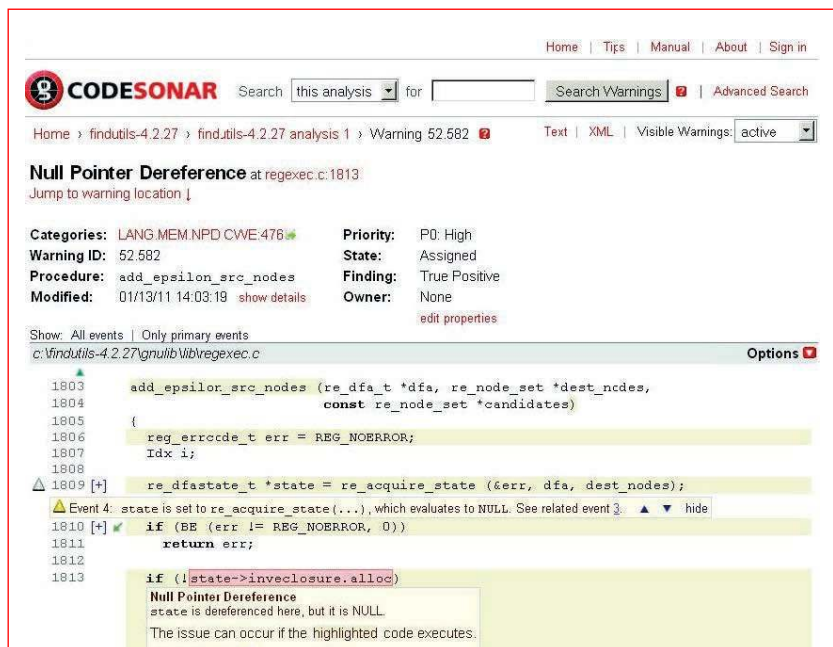 Home | Tips | Manual | About | Sign in
CODESONAR Search this analysis for Search Warnings ? | Advanced Search
Home › findutils-4.2.27 › findutils-4.2.27 analysis 1 › Warning 52.582 ? Text | XML | Visible Warnings: active
Null Pointer Dereference at regexec.c:1813
Jump to warning location ↓
Categories: LANG.MEM.NPD CWE:476 Priority: P0: High
Warning ID: 52.582 State: Assigned
Procedure: add_epsilon_src_nodes Finding: True Positive
Modified: 01/13/11 14:03:19 show details Owner: None
edit properties
Show: All events | Only primary events
c:\findutils-4.2.27\gnulib\lib\regexec.c Options
1803 add_epsilon_src_nodes (re_dfa_t *dfa, re_node_set *dest_nodes,
1804 const re_node_set *candidates)
1805 {
1806 reg_errcode_t err = REG_NOERROR;
1807 Idx i;
1808
1809 [+] re_dfastate_t *state = re_acquire_state (&err, dfa, dest_nodes);
Event 4: state is set to re_acquire_state(...), which evaluates to NULL. See related event 3. ▲ ▼ hide
1810 [+] if (BE (err != REG_NOERROR, 0))
1811 return err;
1812
1813 if (!state->inveclosure.alloc)
Null Pointer Dereference
state is dereferenced here, but it is NULL.
The issue can occur if the highlighted code executes.